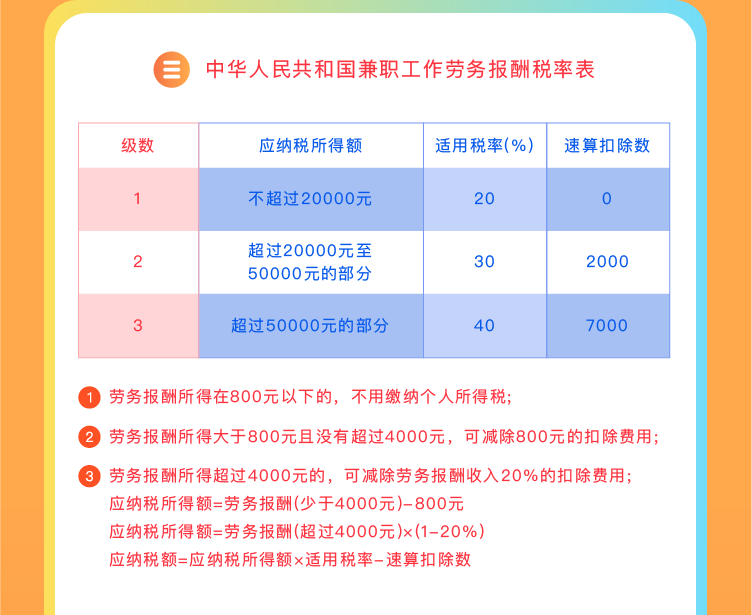 中华人民共和国兼职工作劳务报酬税率表
级数 应纳税所得额 适用税率(%) 速算扣除数
1 不超过20000元 20 0
2 超过20000元至
50000元的部分 30 2000
3 超过50000元的部分 40 7000
1 劳务报酬所得在800元以下的，不用缴纳个人所得税;
2 劳务报酬所得大于800元且没有超过4000元，可减除800元的扣除费用;
3 劳务报酬所得超过4000元的，可减除劳务报酬收入20%的扣除费用;
应纳税所得额=劳务报酬(少于4000元)-800元
应纳税所得额=劳务报酬(超过4000元)×(1-20%)
应纳税额=应纳税所得额×适用税率-速算扣除数